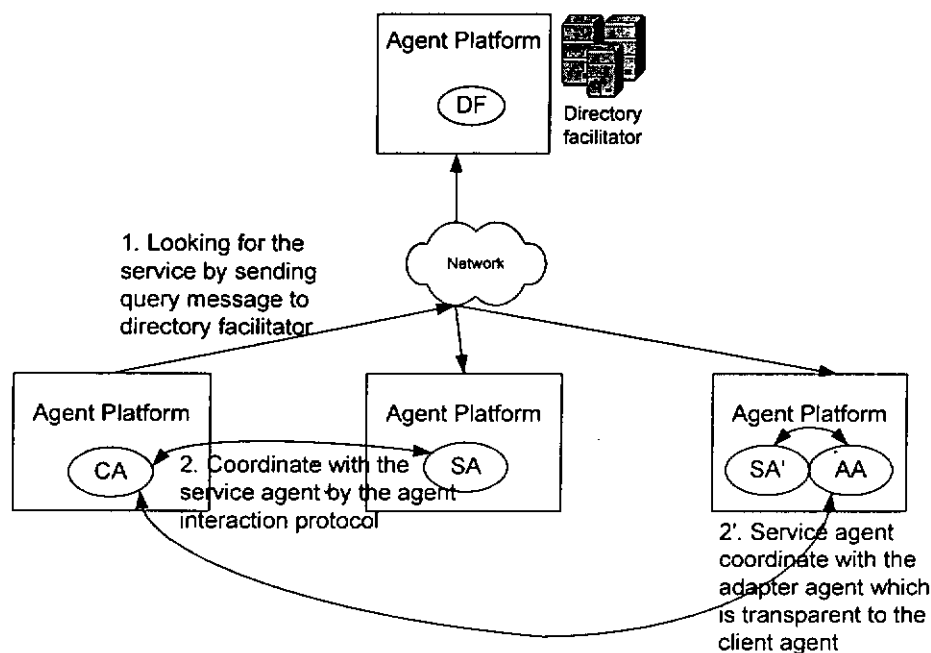 Agent Platform
DF
Directory
facilitator
Network
1. Looking for the
service by sending
query message to
directory facilitator
Agent Platform
CA
Agent Platform
SA
Agent Platform
SA'
AA
2. Coordinate with the
service agent by the agent
interaction protocol
2'. Service agent
coordinate with the
adapter agent which
is transparent to the
client agent